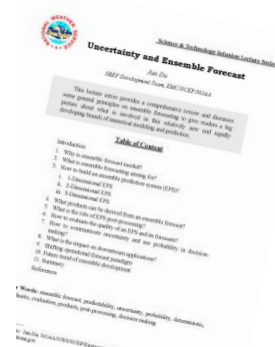 Science & Technology Infusion Lecture Series
Uncertainty and Ensemble Forecast
Jun Du
SREF Development Team, EMC/NCEP/NOAA
This lecture series provides a comprehensive review and discusses
some general principles on ensemble forecasting to give readers a big
picture about what is involved in this relatively new and rapidly
developing branch of numerical modeling and prediction.
Table of Content
Introduction
1. Why is ensemble forecast needed?
2. What is ensemble forecasting aiming for?
3. How to build an ensemble prediction system (EPS)?
i. 1-Dimensional EPS
ii. 2-Dimensional EPS
iii. 3-Dimensional EPS
4. What products can be derived from an ensemble forecast?
5. What is the role of EPS post-processing?
6. How to evaluate the quality of an EPS and its forecasts?
7. How to communicate uncertainty and use probability in decision-
making?
8. What is the impact on downstream applications?
9. Shifting operational forecast paradigm
10. Future trend of ensemble development
11. Summary
References
Words: ensemble forecast, predictability, uncertainty, probability, deterministic,
evaluation, products, post-processing, decision making
Jun Du,